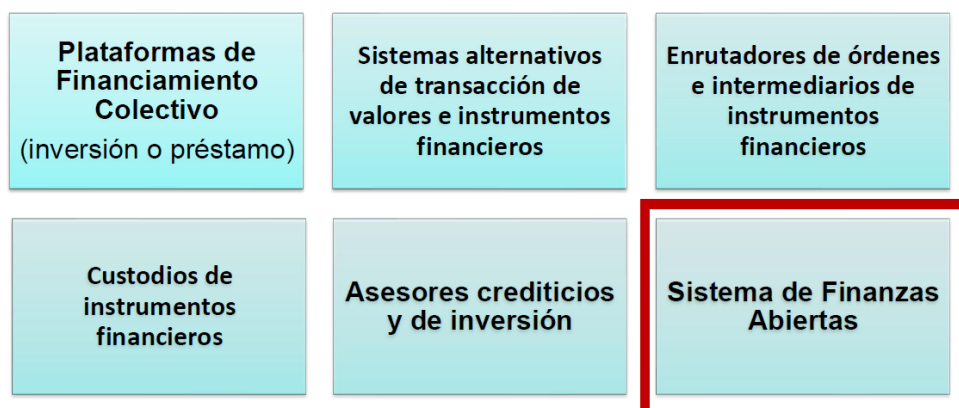 Plataformas de
Financiamiento
Colectivo
(inversión o préstamo)
Sistemas alternativos
de transacción de
valores e instrumentos
financieros
Enrutadores de órdenes
e intermediarios de
instrumentos
financieros
Custodios de
instrumentos
financieros
Asesores crediticios
y de inversión
Sistema de Finanzas
Abiertas